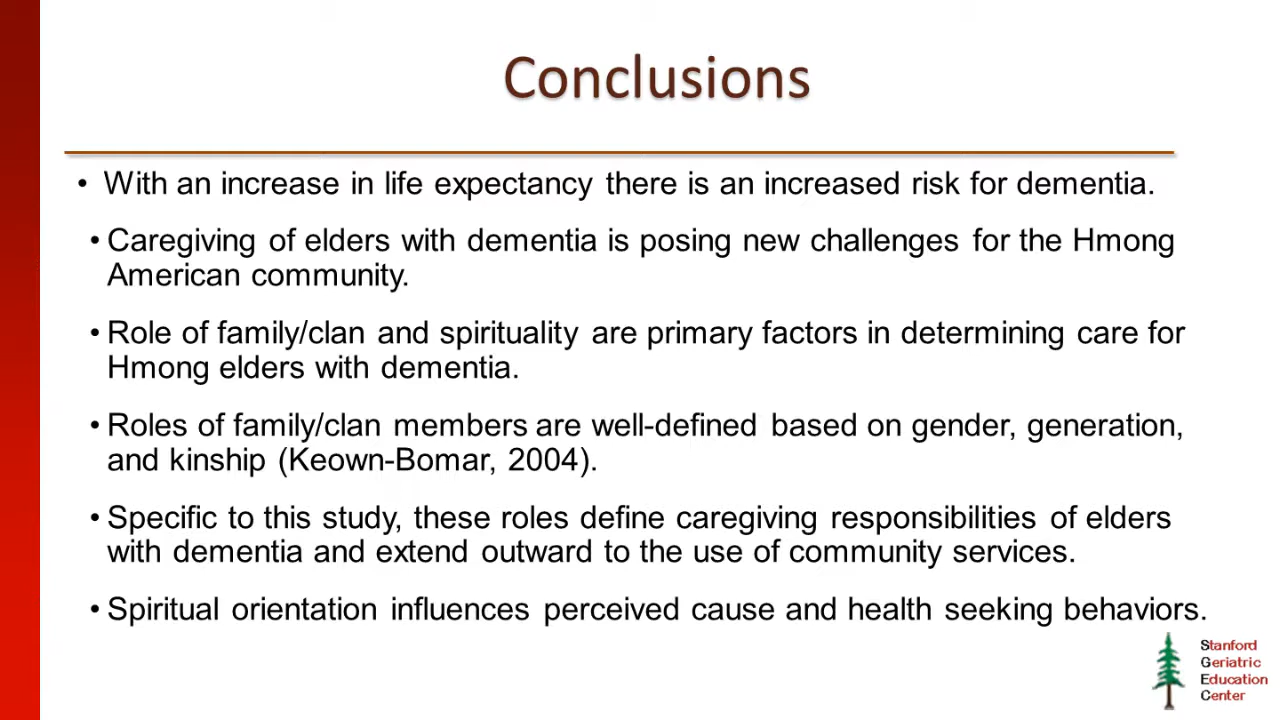 Conclusions
• With an increase in life expectancy there is an increased risk for dementia.
• Caregiving of elders with dementia is posing new challenges for the Hmong
American community.
• Role of family/clan and spirituality are primary factors in determining care for
Hmong elders with dementia.
• Roles of family/clan members are well-defined based on gender, generation,
and kinship (Keown-Bomar, 2004).
• Specific to this study, these roles define caregiving responsibilities of elders
with dementia and extend outward to the use of community services.
• Spiritual orientation influences perceived cause and health seeking behaviors.
Stanford
Geriatric
Education
Center